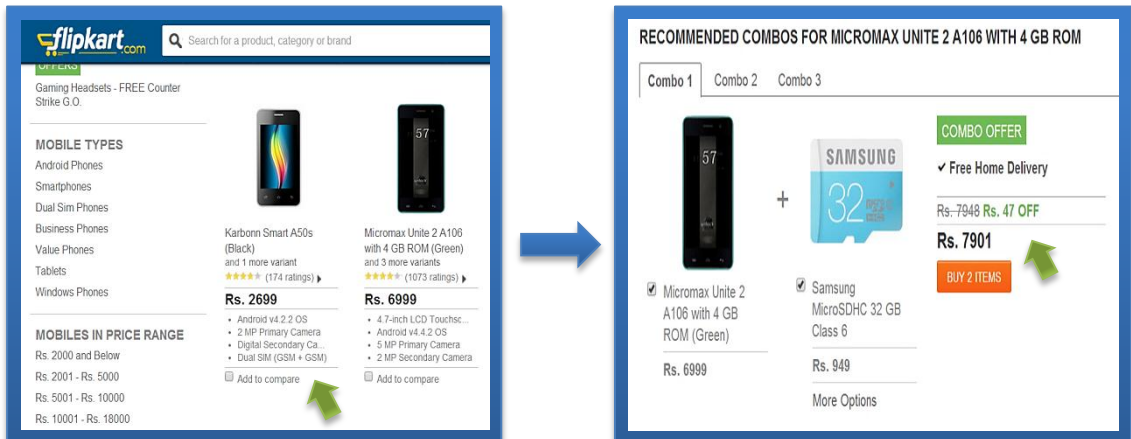 flipkart.com
Search for a product, category or brand
OFFERS
Gaming Headsets - FREE Counter
Strike G.O.
MOBILE TYPES
Android Phones
Smartphones
Dual Sim Phones
Business Phones
Value Phones
Tablets
Windows Phones
MOBILES IN PRICE RANGE
Rs. 2000 and Below
Rs. 2001 - Rs. 5000
Rs. 5001 - Rs. 10000
Rs. 10001 - Rs. 18000
Karbonn Smart A50s
(Black)
and 1 more variant
(174 ratings)
Rs. 2699
• Android v4.2.2 OS
• 2 MP Primary Camera
• Digital Secondary Ca...
• Dual SIM (GSM + GSM)
Add to compare
57
Micromax Unite 2 A106
with 4 GB ROM (Green)
and 3 more variants
(1073 ratings)
Rs. 6999
• 4.7-inch LCD Touchsc...
• Android v4.4.2 OS
• 5 MP Primary Camera
• 2 MP Secondary Camera
Add to compare
RECOMMENDED COMBOS FOR MICROMAX UNITE 2 A106 WITH 4 GB ROM
Combo 1 Combo 2 Combo 3
57
Micromax Unite 2
A106 with 4 GB
ROM (Green)
Rs. 6999
+
SAMSUNG
32
Samsung
MicroSDHC 32 GB
Class 6
Rs. 949
More Options
COMBO OFFER
✓ Free Home Delivery
Rs. 7948 Rs. 47 OFF
Rs. 7901
BUY 2 ITEMS